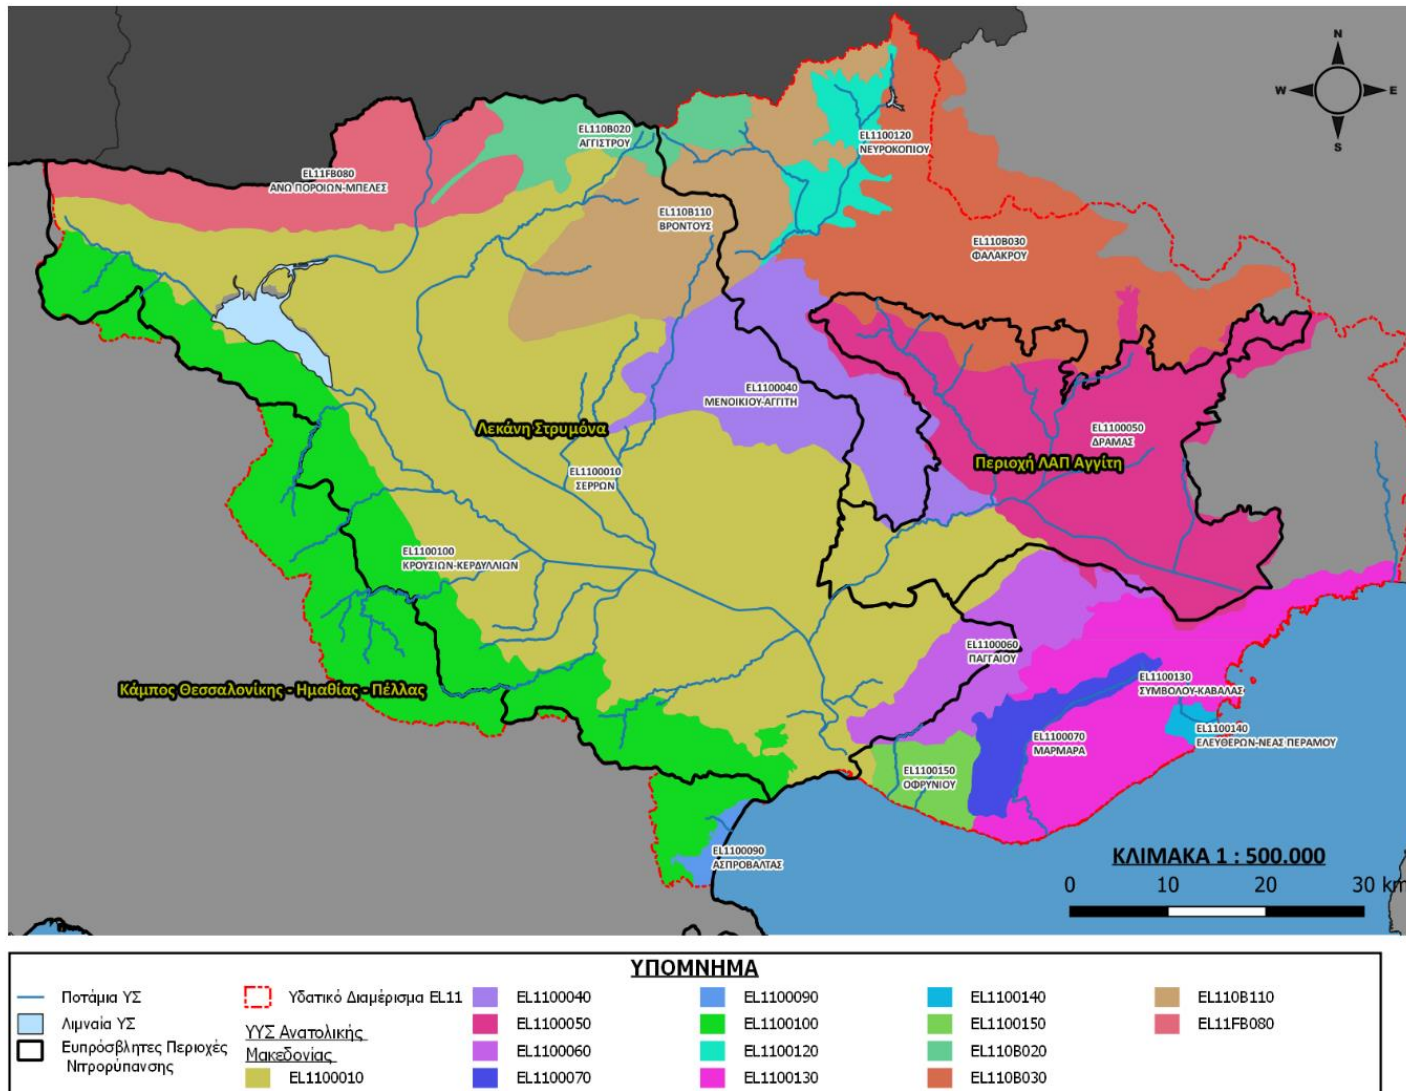 N
W
E
S
EL110B020
ΑΓΓΙΣΤΡΟΥ
EL1100120
ΝΕΥΡΟΚΟΠΙΟΥ
EL11FB080
ΑΝΩ ΠΟΡΟΙΩΝ-ΜΠΕΛΕΣ
EL110B110
ΒΡΟΝΤΟΥΣ
EL110B030
ΦΑΛΑΚΡΟΥ
EL1100040
ΜΕΝΟΙΚΙΟΥ-ΑΓΓΙΤΗ
Λεκάνη Στρυμόνα
EL1100050
ΔΡΑΜΑΣ
Περιοχή ΛΑΠ Αγγίτη
EL1100010
ΣΕΡΡΩΝ
EL1100100
ΚΡΟΥΣΙΩΝ-ΚΕΡΔΥΛΛΙΩΝ
EL1100060
ΠΑΓΓΑΙΟΥ
Κάμπος Θεσσαλονίκης - Ημαθίας - Πέλλας
EL1100130
ΣΥΜΒΟΛΟΥ-ΚΑΒΑΛΑΣ
EL1100140
ΕΛΕΥΘΕΡΩΝ-ΝΕΑΣ ΠΕΡΑΜΟΥ
EL1100070
ΜΑΡΜΑΡΑ
EL1100150
ΟΦΡΥΝΙΟΥ
EL1100090
ΑΣΠΡΟΒΑΛΤΑΣ
ΚΛΙΜΑΚΑ 1 : 500.000
0 10 20 30 km
ΥΠΟΜΝΗΜΑ
Ποτάμια ΥΣ
Λιμναία ΥΣ
Ευπρόσβλητες Περιοχές
Νιτρορύπανσης
Υδατικό Διαμέρισμα EL11
ΥΥΣ Ανατολικής
Μακεδονίας
EL1100010
EL1100040
EL1100050
EL1100060
EL1100070
EL1100090
EL1100100
EL1100120
EL1100130
EL1100140
EL1100150
EL110B020
EL110B030
EL110B110
EL11FB080